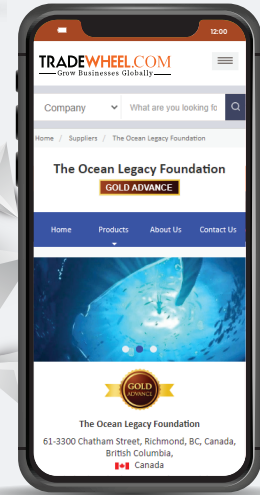 12:00
TRADEWHEEL.COM
Grow Businesses Globally
Company
What are you looking fo
Home / Suppliers / The Ocean Legacy Foundation
The Ocean Legacy Foundation
GOLD ADVANCE
Home Products About Us Contact Us
GOLD
ADVANCE
The Ocean Legacy Foundation
61-3300 Chatham Street, Richmond, BC, Canada,
British Columbia,
Canada